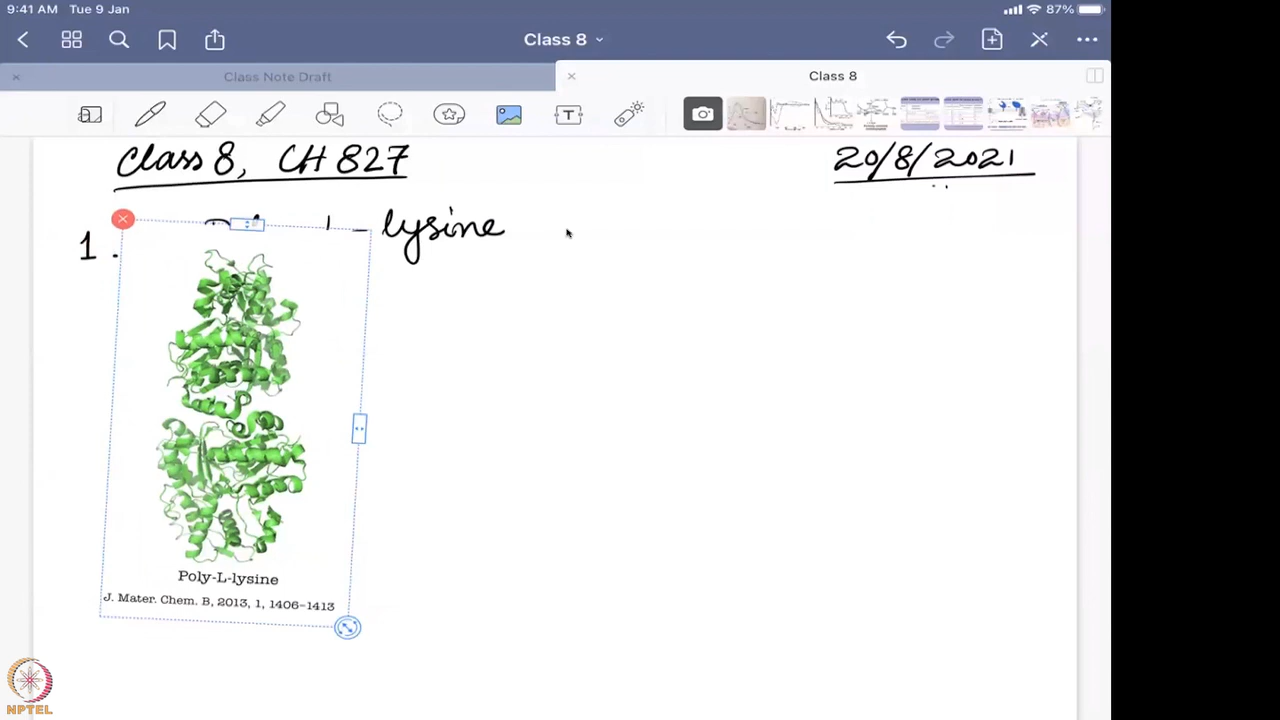 9:41 AM Tue 9 Jan
87%
Class 8
Class Note Draft
Class 8
T
Class 8, CH 827
20/8/2021
1.
- lysine
Poly-L-lysine
J. Mater. Chem. B, 2013, 1, 1406-1413
NPTEL